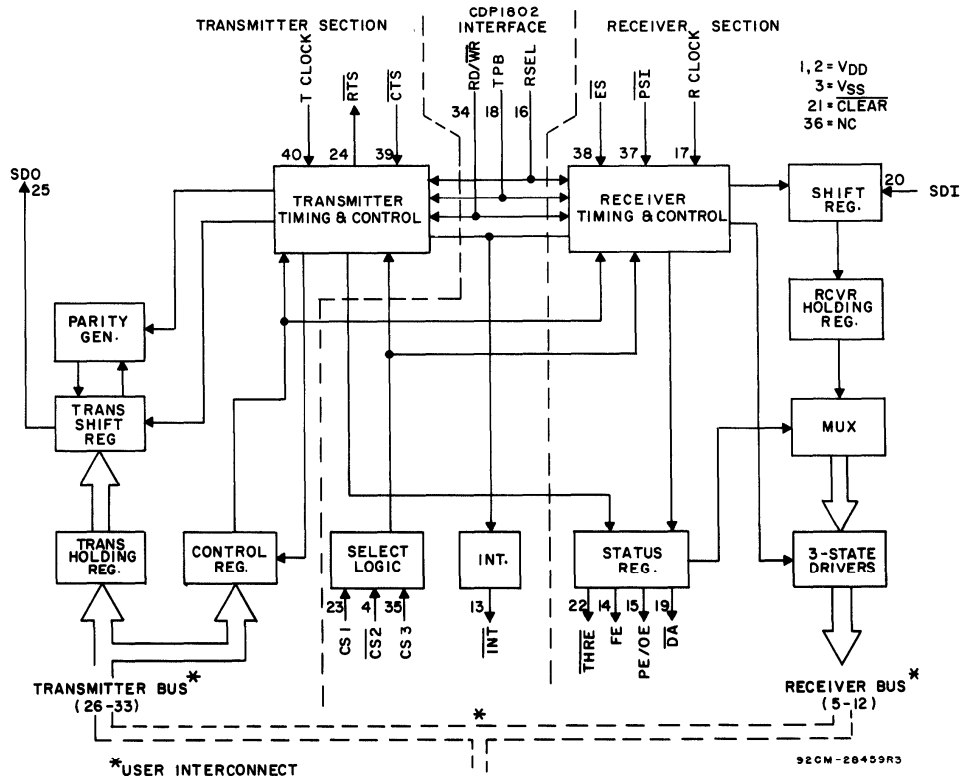 TRANSMITTER SECTION
CDP1802
INTERFACE
RECEIVER SECTION
T CLOCK
RTS
CTS
RD/WR
TPB
RSEL
ES
PSI
R CLOCK
1, 2 = VDD
3 = VSS
21 = CLEAR
36 = NC
40
24
39
34
18
16
38
37
17
SDO
25
TRANSMITTER
TIMING & CONTROL
RECEIVER
TIMING & CONTROL
SHIFT
REG.
20
SDI
PARITY
GEN.
RCVR
HOLDING
REG.
TRANS
SHIFT
REG
MUX
TRANS
HOLDING
REG.
CONTROL
REG.
SELECT
LOGIC
INT.
STATUS
REG.
3-STATE
DRIVERS
23
4
35
13
22
14
15
19
CS1
CS2
CS3
INT
THRE
FE
PE/OE
DA
TRANSMITTER BUS*
(26-33)
RECEIVER BUS*
(5-12)
*
*USER INTERCONNECT
92CM-28459R3